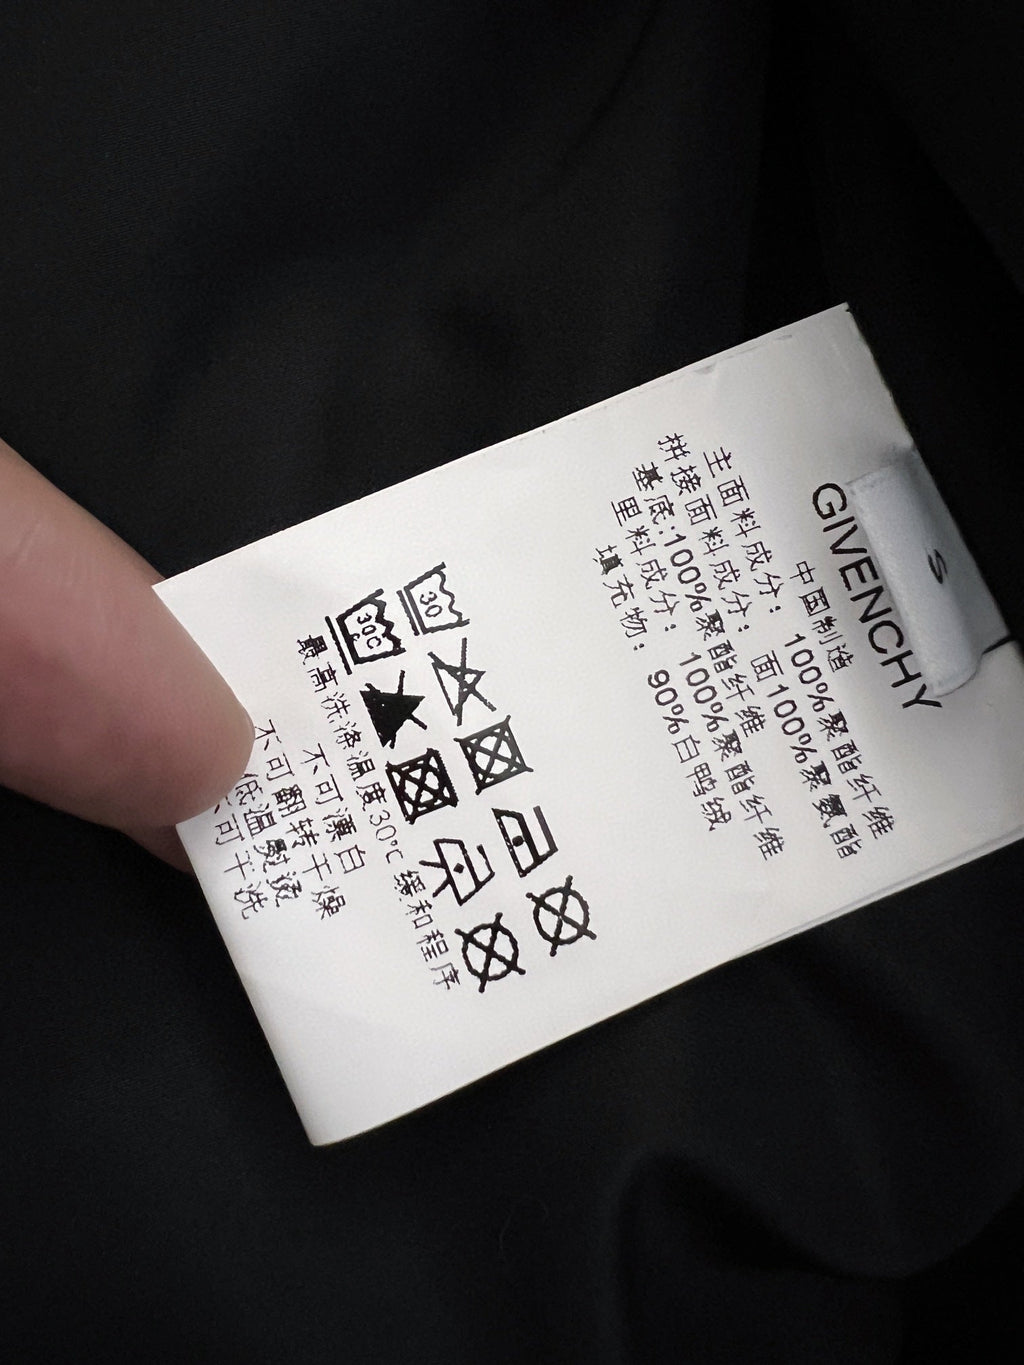 S
GIVENCHY
中国制造
主面料成分: 100%聚酯纤维
拼接面料成分: 面100%聚氨酯
基底:100%聚酯纤维
里料成分: 100%聚酯纤维
填充物: 90%白鸭绒
30
30C
最高洗涤温度30℃ 缓和程序
不可漂白
不可翻转干燥
低温熨烫
不可干洗